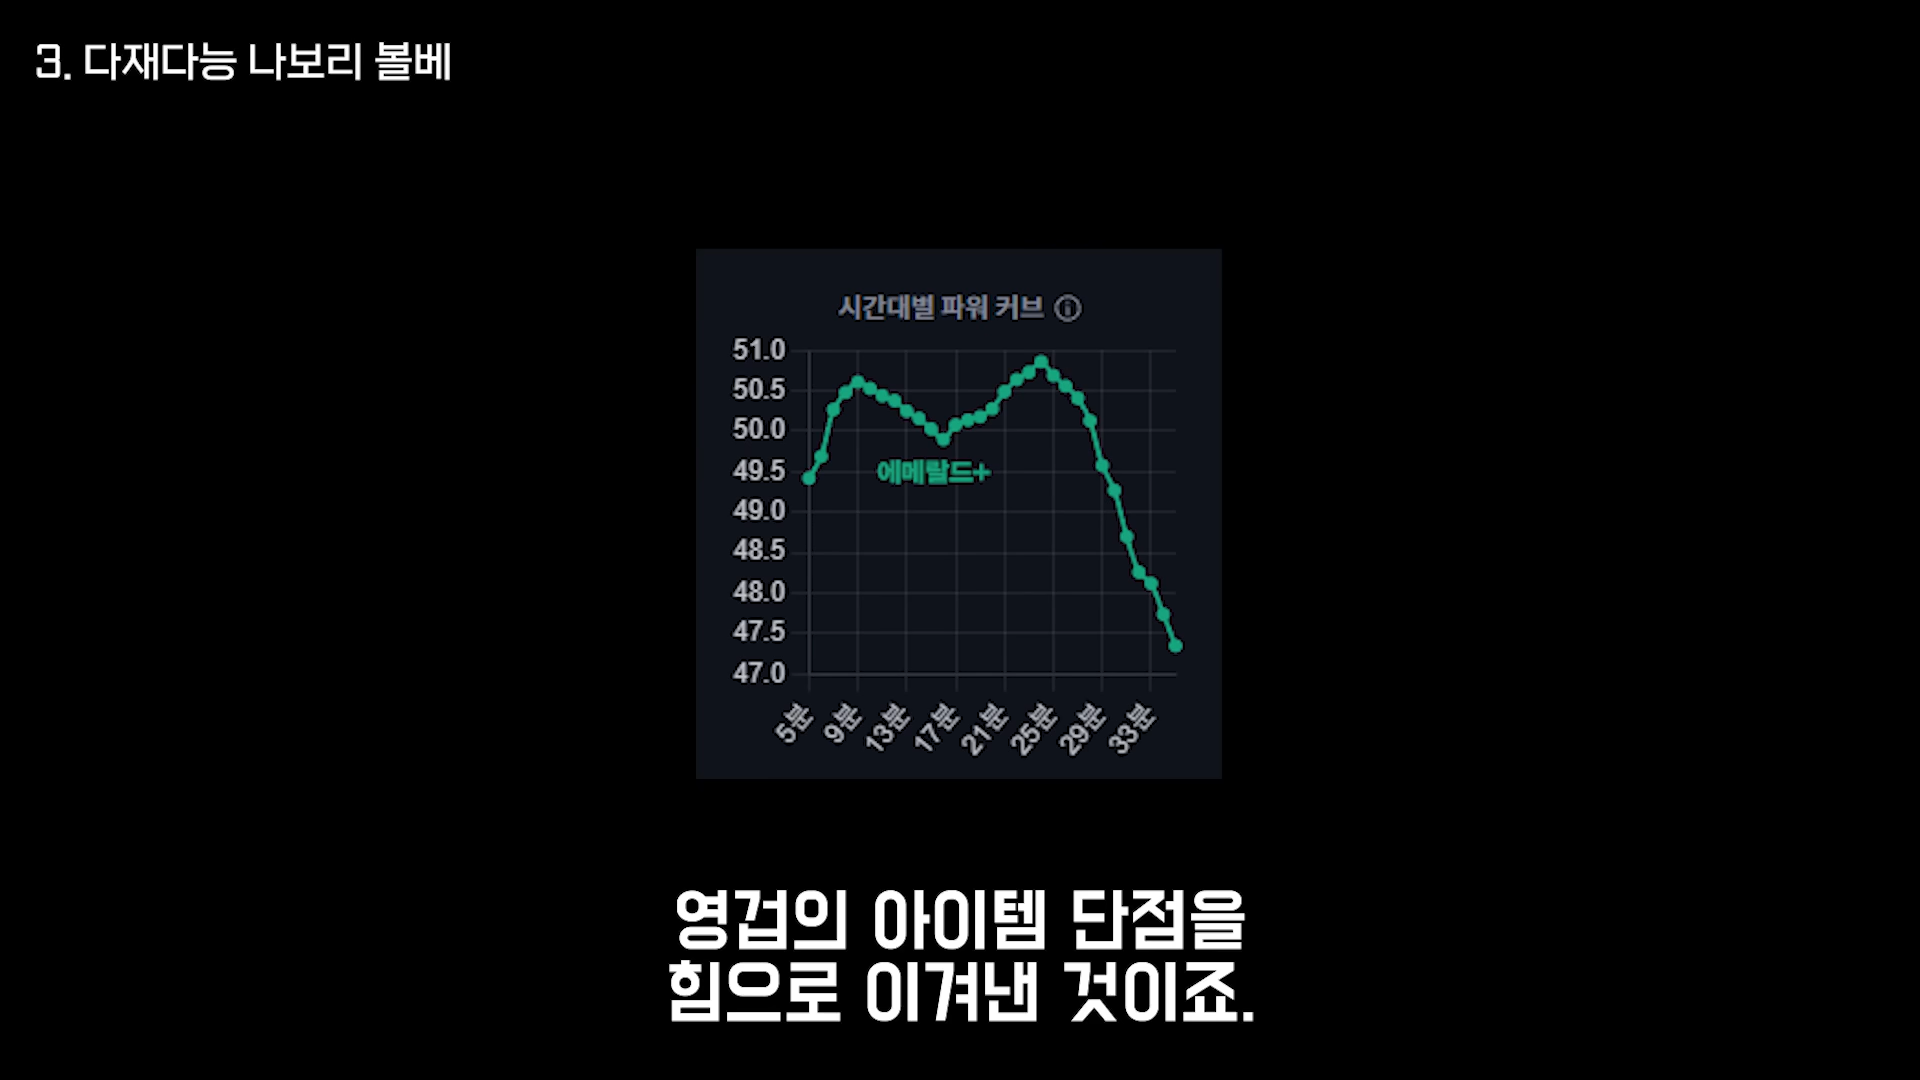 3. 다재다능 나보리 볼베
시간대별 파워 커브
51.0
50.5
50.0
49.5
49.0
48.5
48.0
47.5
47.0
에메랄드+
5분 9분 13분 17분 21분 25분 29분 33분
영겁의 아이템 단점을
힘으로 이겨낸 것이죠.